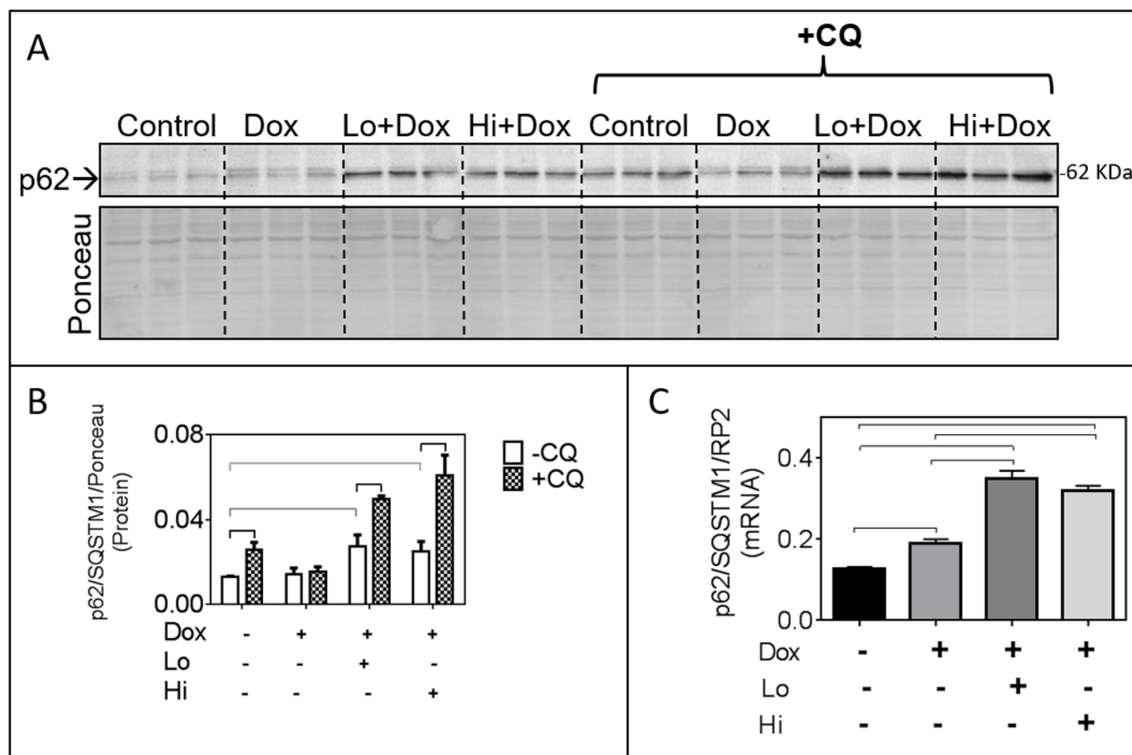 A
+CQ
Control Dox Lo+Dox Hi+Dox Control Dox Lo+Dox Hi+Dox
p62→ -62 KDa
Ponceau
B
p62/SQSTM1/Ponceau
(Protein)
0.08
0.04
0.00
-CQ
+CQ
Dox - + + +
Lo - - + -
Hi - - - +
C
p62/SQSTM1/RP2
(mRNA)
0.4
0.2
0.0
Dox - + + +
Lo - - + -
Hi - - - +